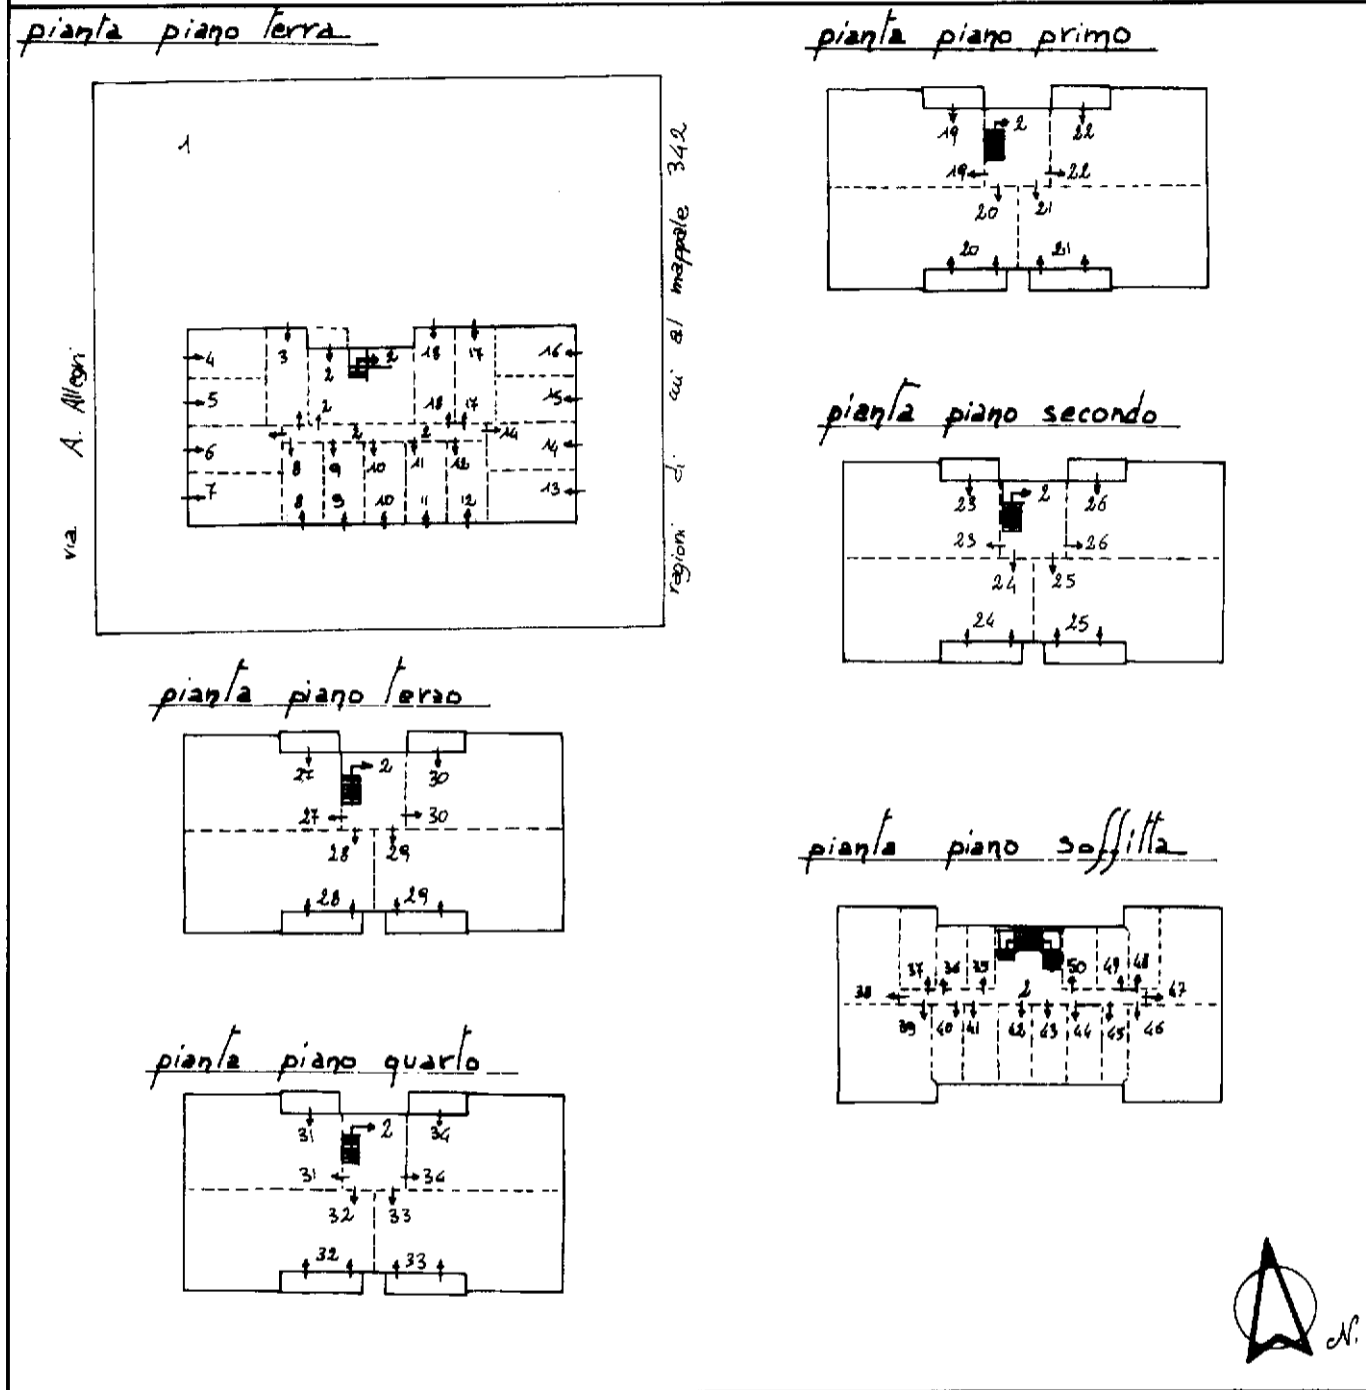 pianta piano terra
1
via A. Allegri
ragioni di cui al mappale 342
4 3 2 2 18 17 16
5 2 18 17 15
2 2 14
6 8 9 10 11 12 14
7 8 9 10 11 12 13
pianta piano primo
19 2 22
19 22
20 21
20 21
pianta piano secondo
23 2 26
23 26
24 25
24 25
pianta piano terzo
27 2 30
27 30
28 29
28 29
pianta piano soffitta
37 36 35 50 49 48
38 2 47
39 40 41 42 43 44 45 46
pianta piano quarto
31 2 34
31 34
32 33
32 33
N.